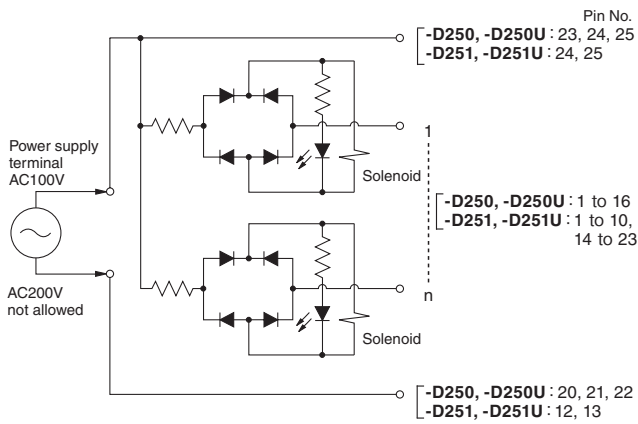 Pin No.
-D250, -D250U : 23, 24, 25
-D251, -D251U : 24, 25
1
Power supply
terminal
AC100V
Solenoid
-D250, -D250U : 1 to 16
-D251, -D251U : 1 to 10,
14 to 23
AC200V
not allowed
n
Solenoid
-D250, -D250U : 20, 21, 22
-D251, -D251U : 12, 13